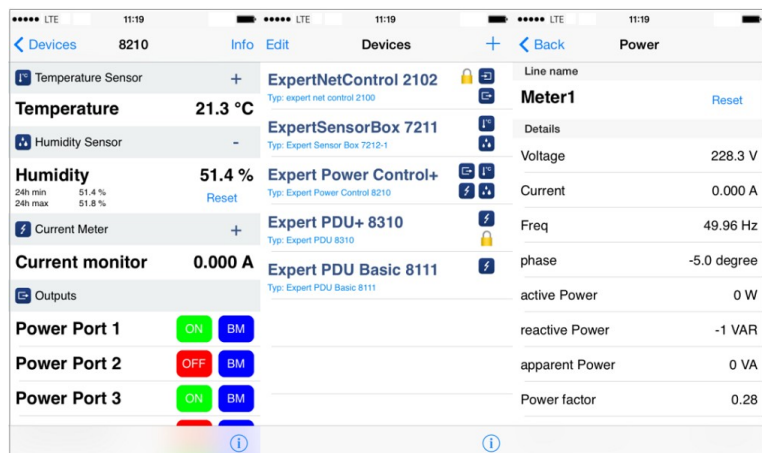 LTE 11:19
Devices 8210 Info
Temperature Sensor +
Temperature 21.3 °C
Humidity Sensor -
Humidity 51.4 %
24h min 51.4 %
24h max 51.8 %
Reset
Current Meter +
Current monitor 0.000 A
Outputs
Power Port 1 ON BM
Power Port 2 OFF BM
Power Port 3 ON BM
LTE 11:19
Edit Devices +
ExpertNetControl 2102
Typ: expert net control 2100
ExpertSensorBox 7211
Typ: Expert Sensor Box 7212-1
Expert Power Control+
Typ: Expert Power Control 8210
Expert PDU+ 8310
Typ: Expert PDU 8310
Expert PDU Basic 8111
Typ: Expert PDU Basic 8111
LTE 11:19
Back Power
Line name
Meter1 Reset
Details
Voltage 228.3 V
Current 0.000 A
Freq 49.96 Hz
phase -5.0 degree
active Power 0 W
reactive Power -1 VAR
apparent Power 0 VA
Power factor 0.28